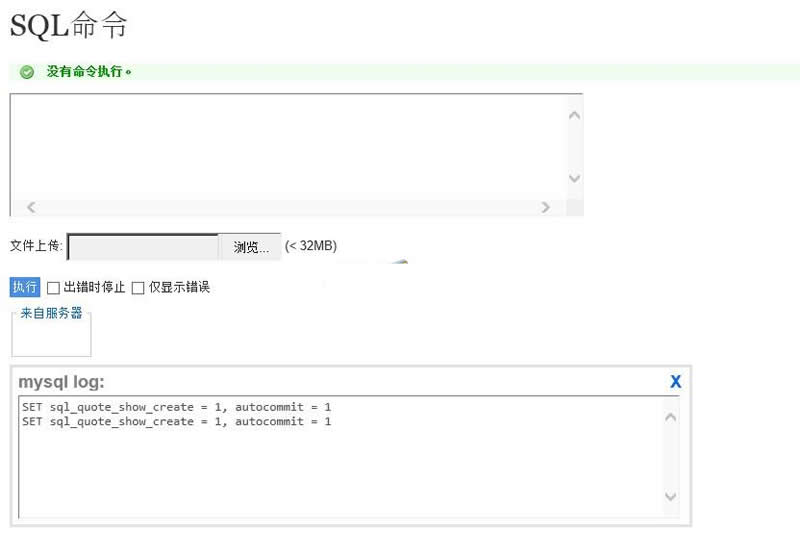 SQL命令
没有命令执行。
文件上传: 浏览... (< 32MB)
执行 出错时停止 仅显示错误
来自服务器
mysql log: X
SET sql_quote_show_create = 1, autocommit = 1
SET sql_quote_show_create = 1, autocommit = 1